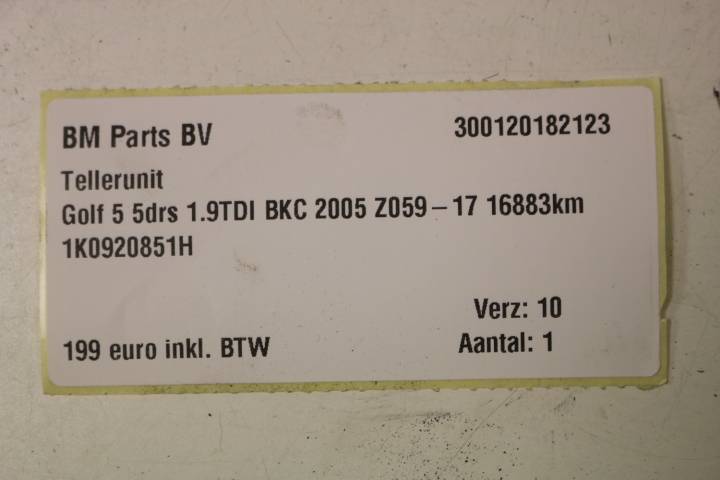 BM Parts BV 300120182123
Tellerunit
Golf 5 5drs 1.9TDI BKC 2005 Z059 – 17 16883km
1K0920851H
Verz: 10
199 euro inkl. BTW Aantal: 1